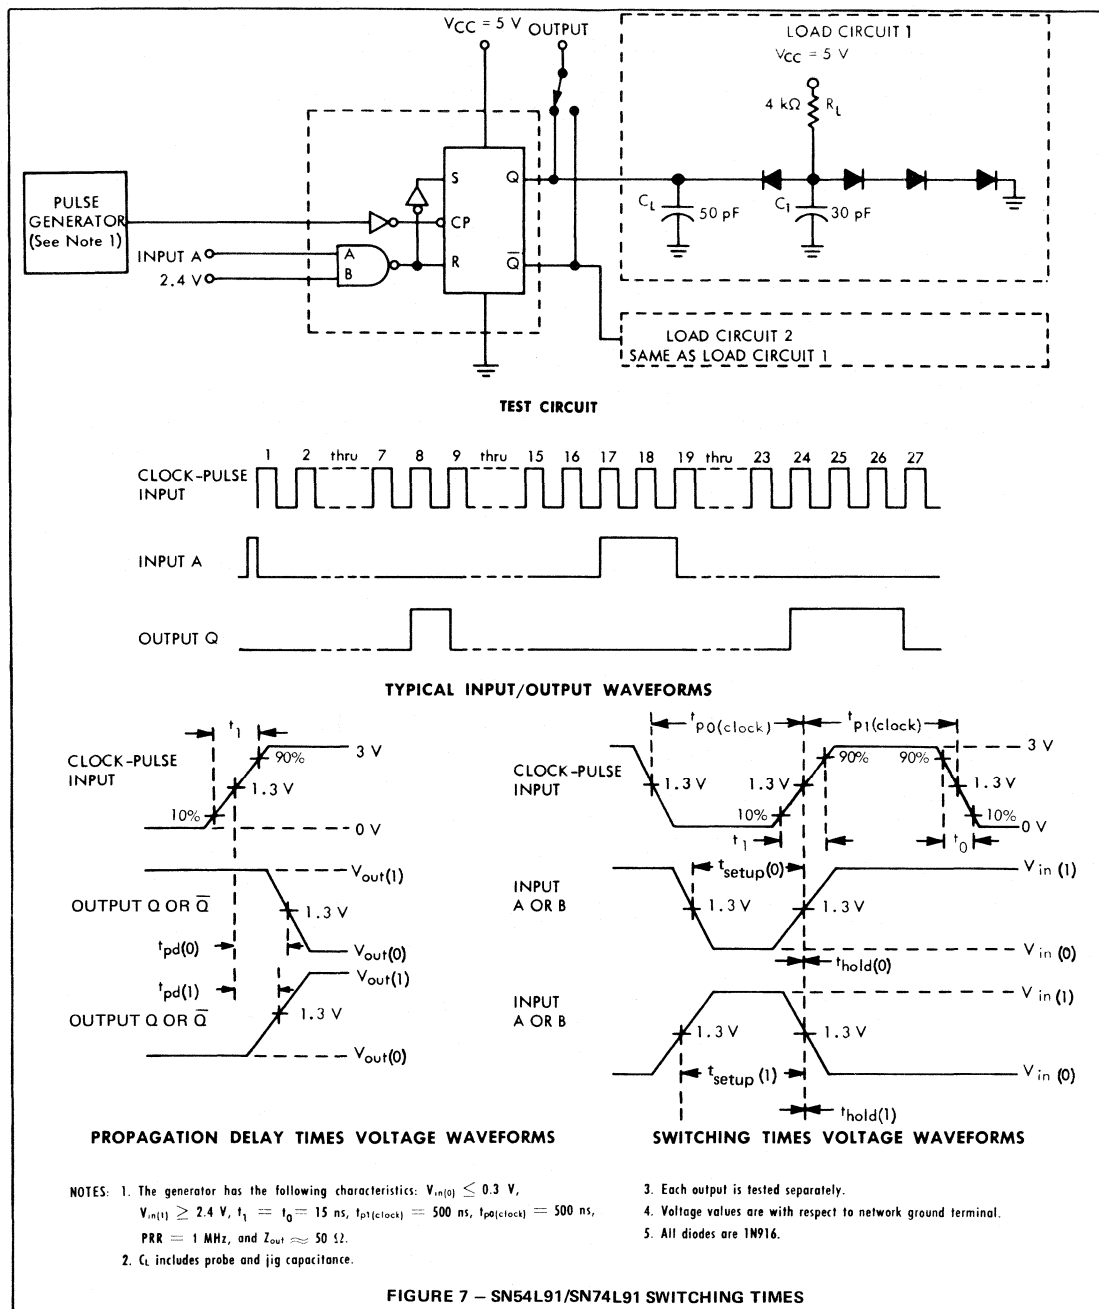 VCC = 5 V OUTPUT
LOAD CIRCUIT 1
VCC = 5 V
4 kΩ RL
PULSE
GENERATOR
(See Note 1)
INPUT A
2.4 V
A
B
S
CP
R
Q
Q̅
CL 50 pF
C1 30 pF
LOAD CIRCUIT 2
SAME AS LOAD CIRCUIT 1
TEST CIRCUIT
1 2 thru 7 8 9 thru 15 16 17 18 19 thru 23 24 25 26 27
CLOCK-PULSE
INPUT
INPUT A
OUTPUT Q
TYPICAL INPUT/OUTPUT WAVEFORMS
t1
CLOCK-PULSE
INPUT
3 V
90%
1.3 V
10%
0 V
Vout(1)
OUTPUT Q OR Q̅
1.3 V
tpd(0)
Vout(0)
Vout(1)
tpd(1)
OUTPUT Q OR Q̅
1.3 V
Vout(0)
PROPAGATION DELAY TIMES VOLTAGE WAVEFORMS
tp0(clock) tp1(clock)
CLOCK-PULSE
INPUT
3 V
90% 90%
1.3 V 1.3 V 1.3 V
10% 10%
0 V
t1 t0
tsetup(0)
Vin(1)
INPUT
A OR B
1.3 V 1.3 V
Vin(0)
thold(0)
Vin(1)
INPUT
A OR B
1.3 V 1.3 V
tsetup(1)
Vin(0)
thold(1)
SWITCHING TIMES VOLTAGE WAVEFORMS
NOTES: 1. The generator has the following characteristics: Vin(0) ≤ 0.3 V,
Vin(1) ≥ 2.4 V, t1 = t0 = 15 ns, tp1(clock) = 500 ns, tp0(clock) = 500 ns,
PRR = 1 MHz, and Zout ≈ 50 Ω.
2. CL includes probe and jig capacitance.
3. Each output is tested separately.
4. Voltage values are with respect to network ground terminal.
5. All diodes are 1N916.
FIGURE 7 – SN54L91/SN74L91 SWITCHING TIMES